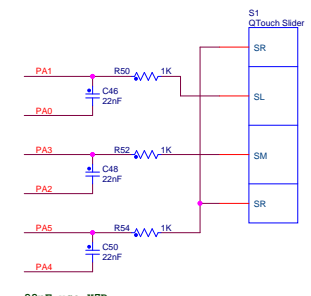 S1
QTouch Slider
SR
PA1
R50 1K
C46
22nF
SL
PA0
PA3
R52 1K
SM
C48
22nF
PA2
SR
PA5
R54 1K
C50
22nF
PA4